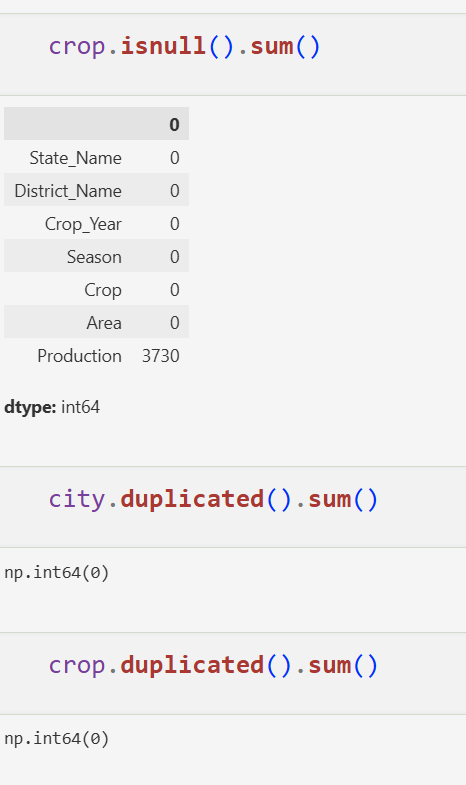 crop.isnull().sum()
0
State_Name 0
District_Name 0
Crop_Year 0
Season 0
Crop 0
Area 0
Production 3730
dtype: int64
city.duplicated().sum()
np.int64(0)
crop.duplicated().sum()
np.int64(0)